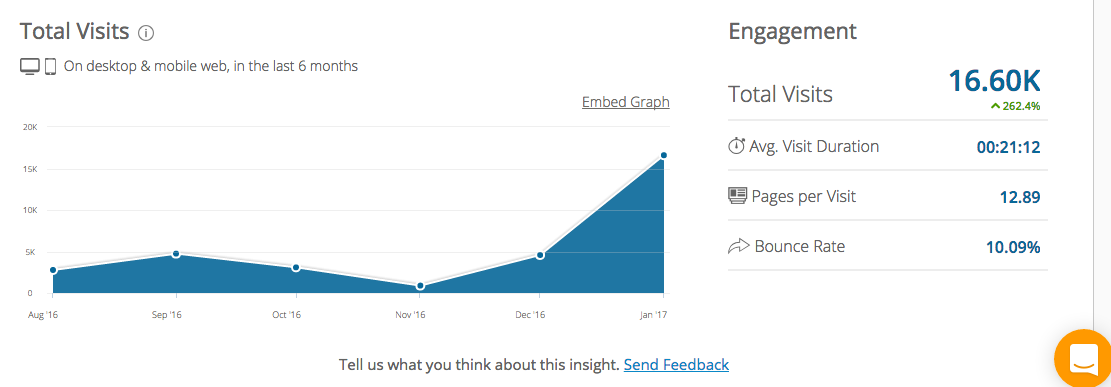 Total Visits
On desktop & mobile web, in the last 6 months
Embed Graph
20K
15K
10K
5K
0
Aug '16 Sep '16 Oct '16 Nov '16 Dec '16 Jan '17
Engagement
Total Visits 16.60K
262.4%
Avg. Visit Duration 00:21:12
Pages per Visit 12.89
Bounce Rate 10.09%
Tell us what you think about this insight. Send Feedback